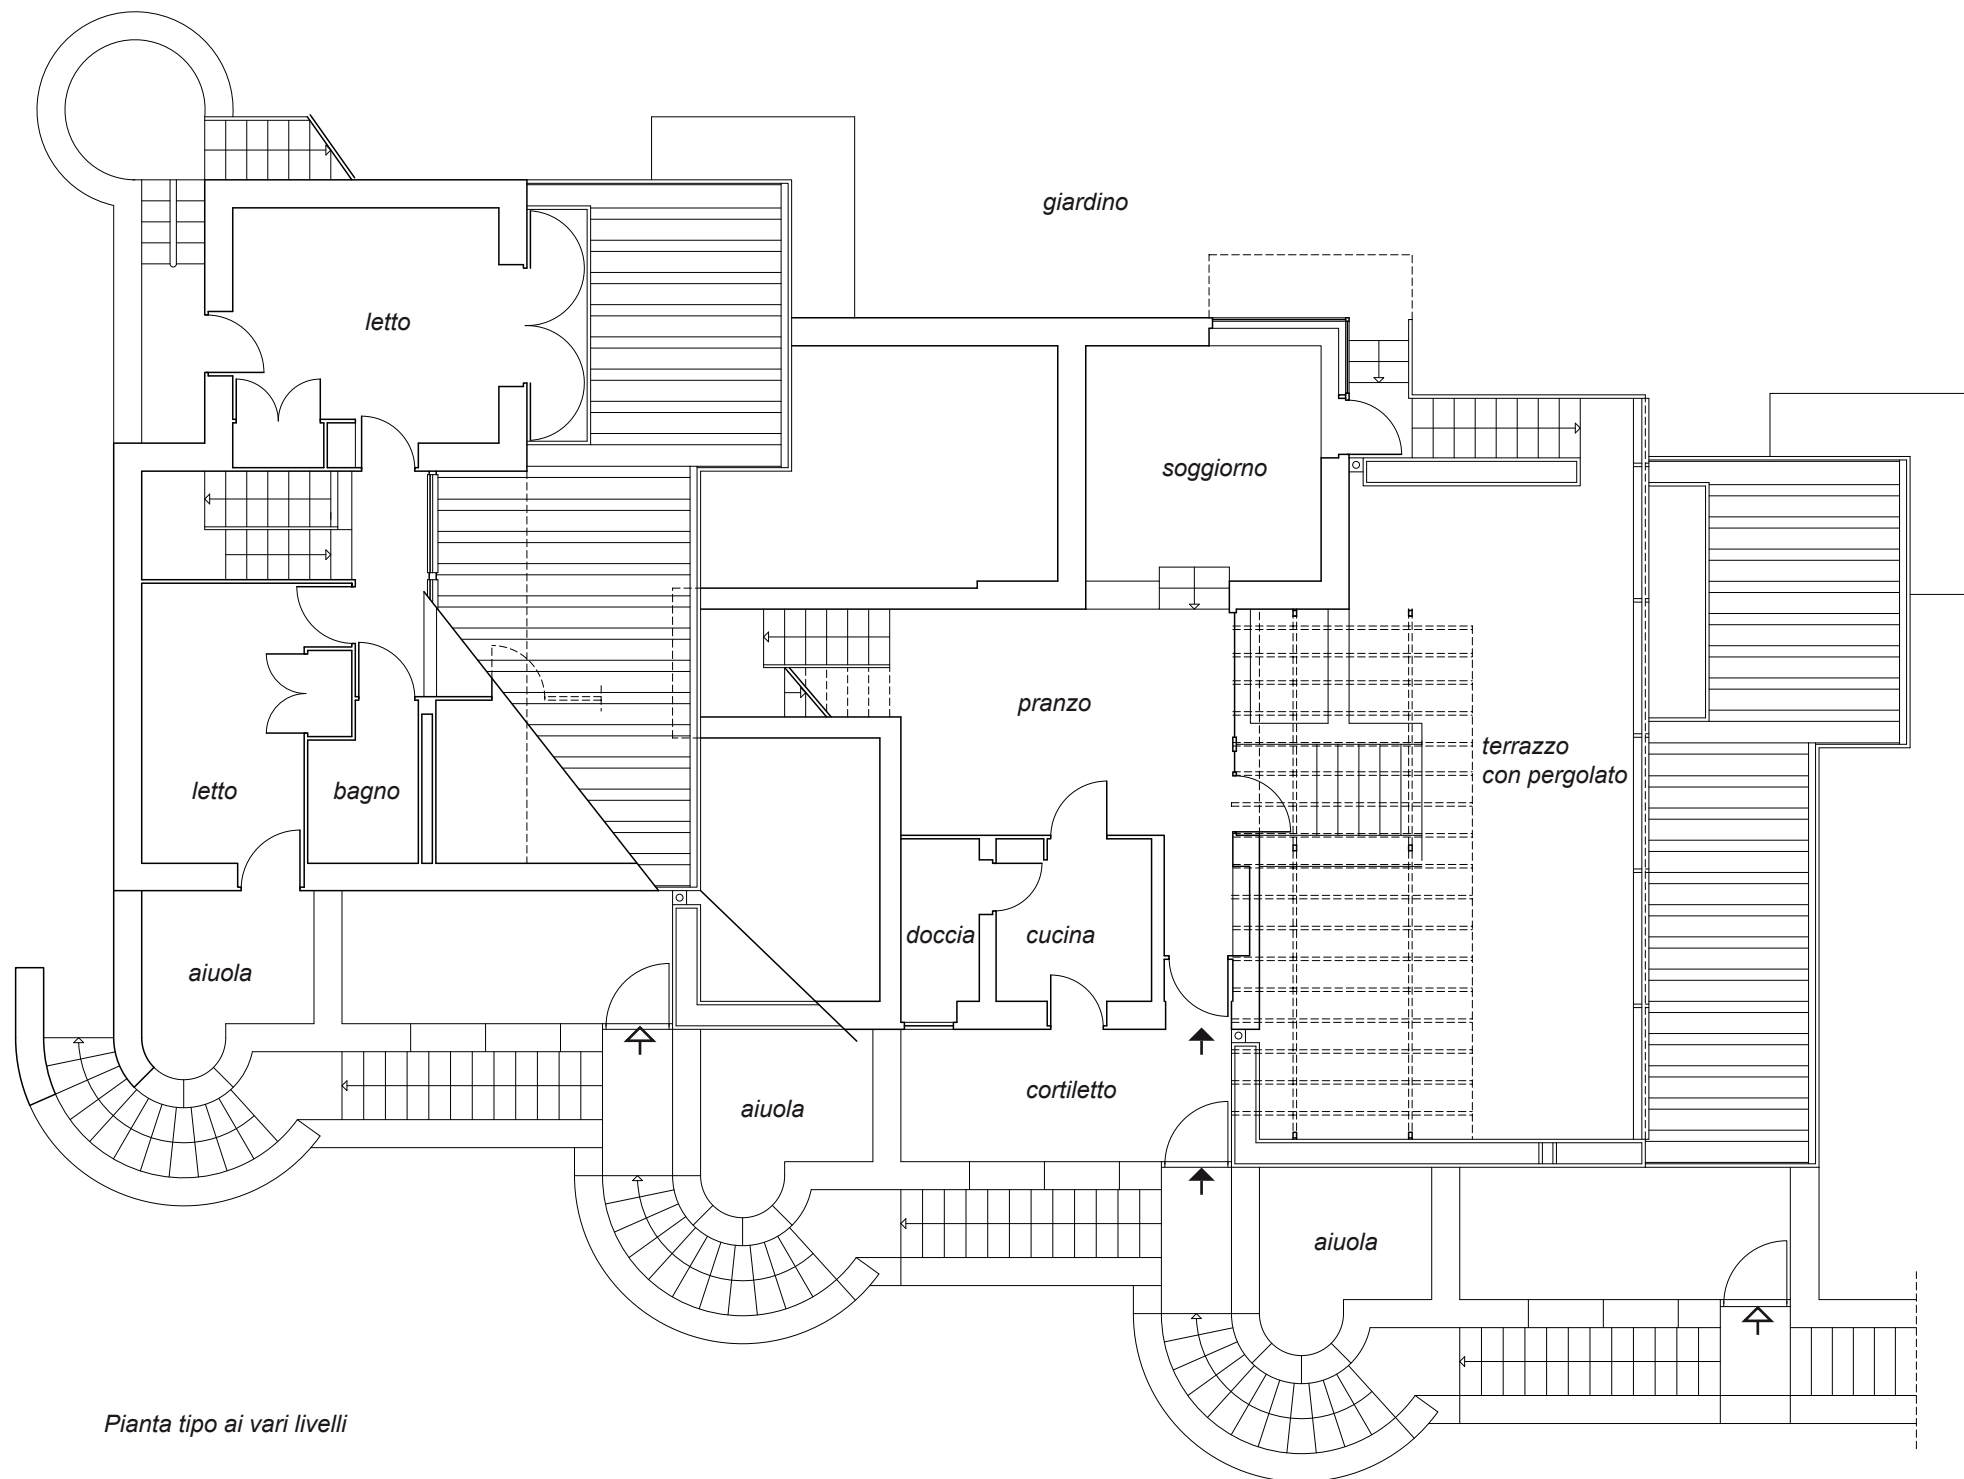 giardino
letto
soggiorno
pranzo
terrazzo
con pergolato
letto
bagno
doccia
cucina
aiuola
cortiletto
aiuola
aiuola
Pianta tipo ai vari livelli